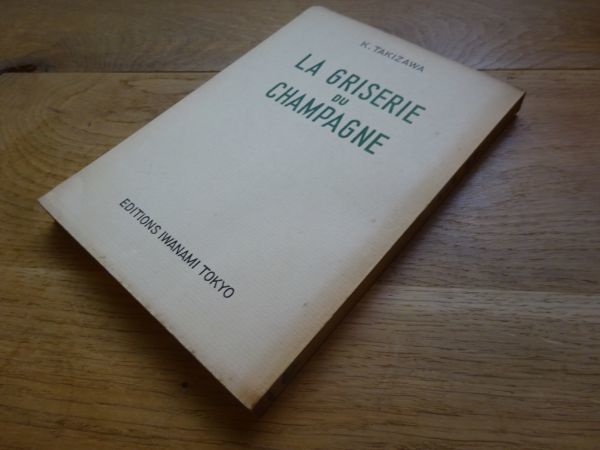 K. TAKIZAWA
LA GRISERIE
DU
CHAMPAGNE
EDITIONS IWANAMI TOKYO